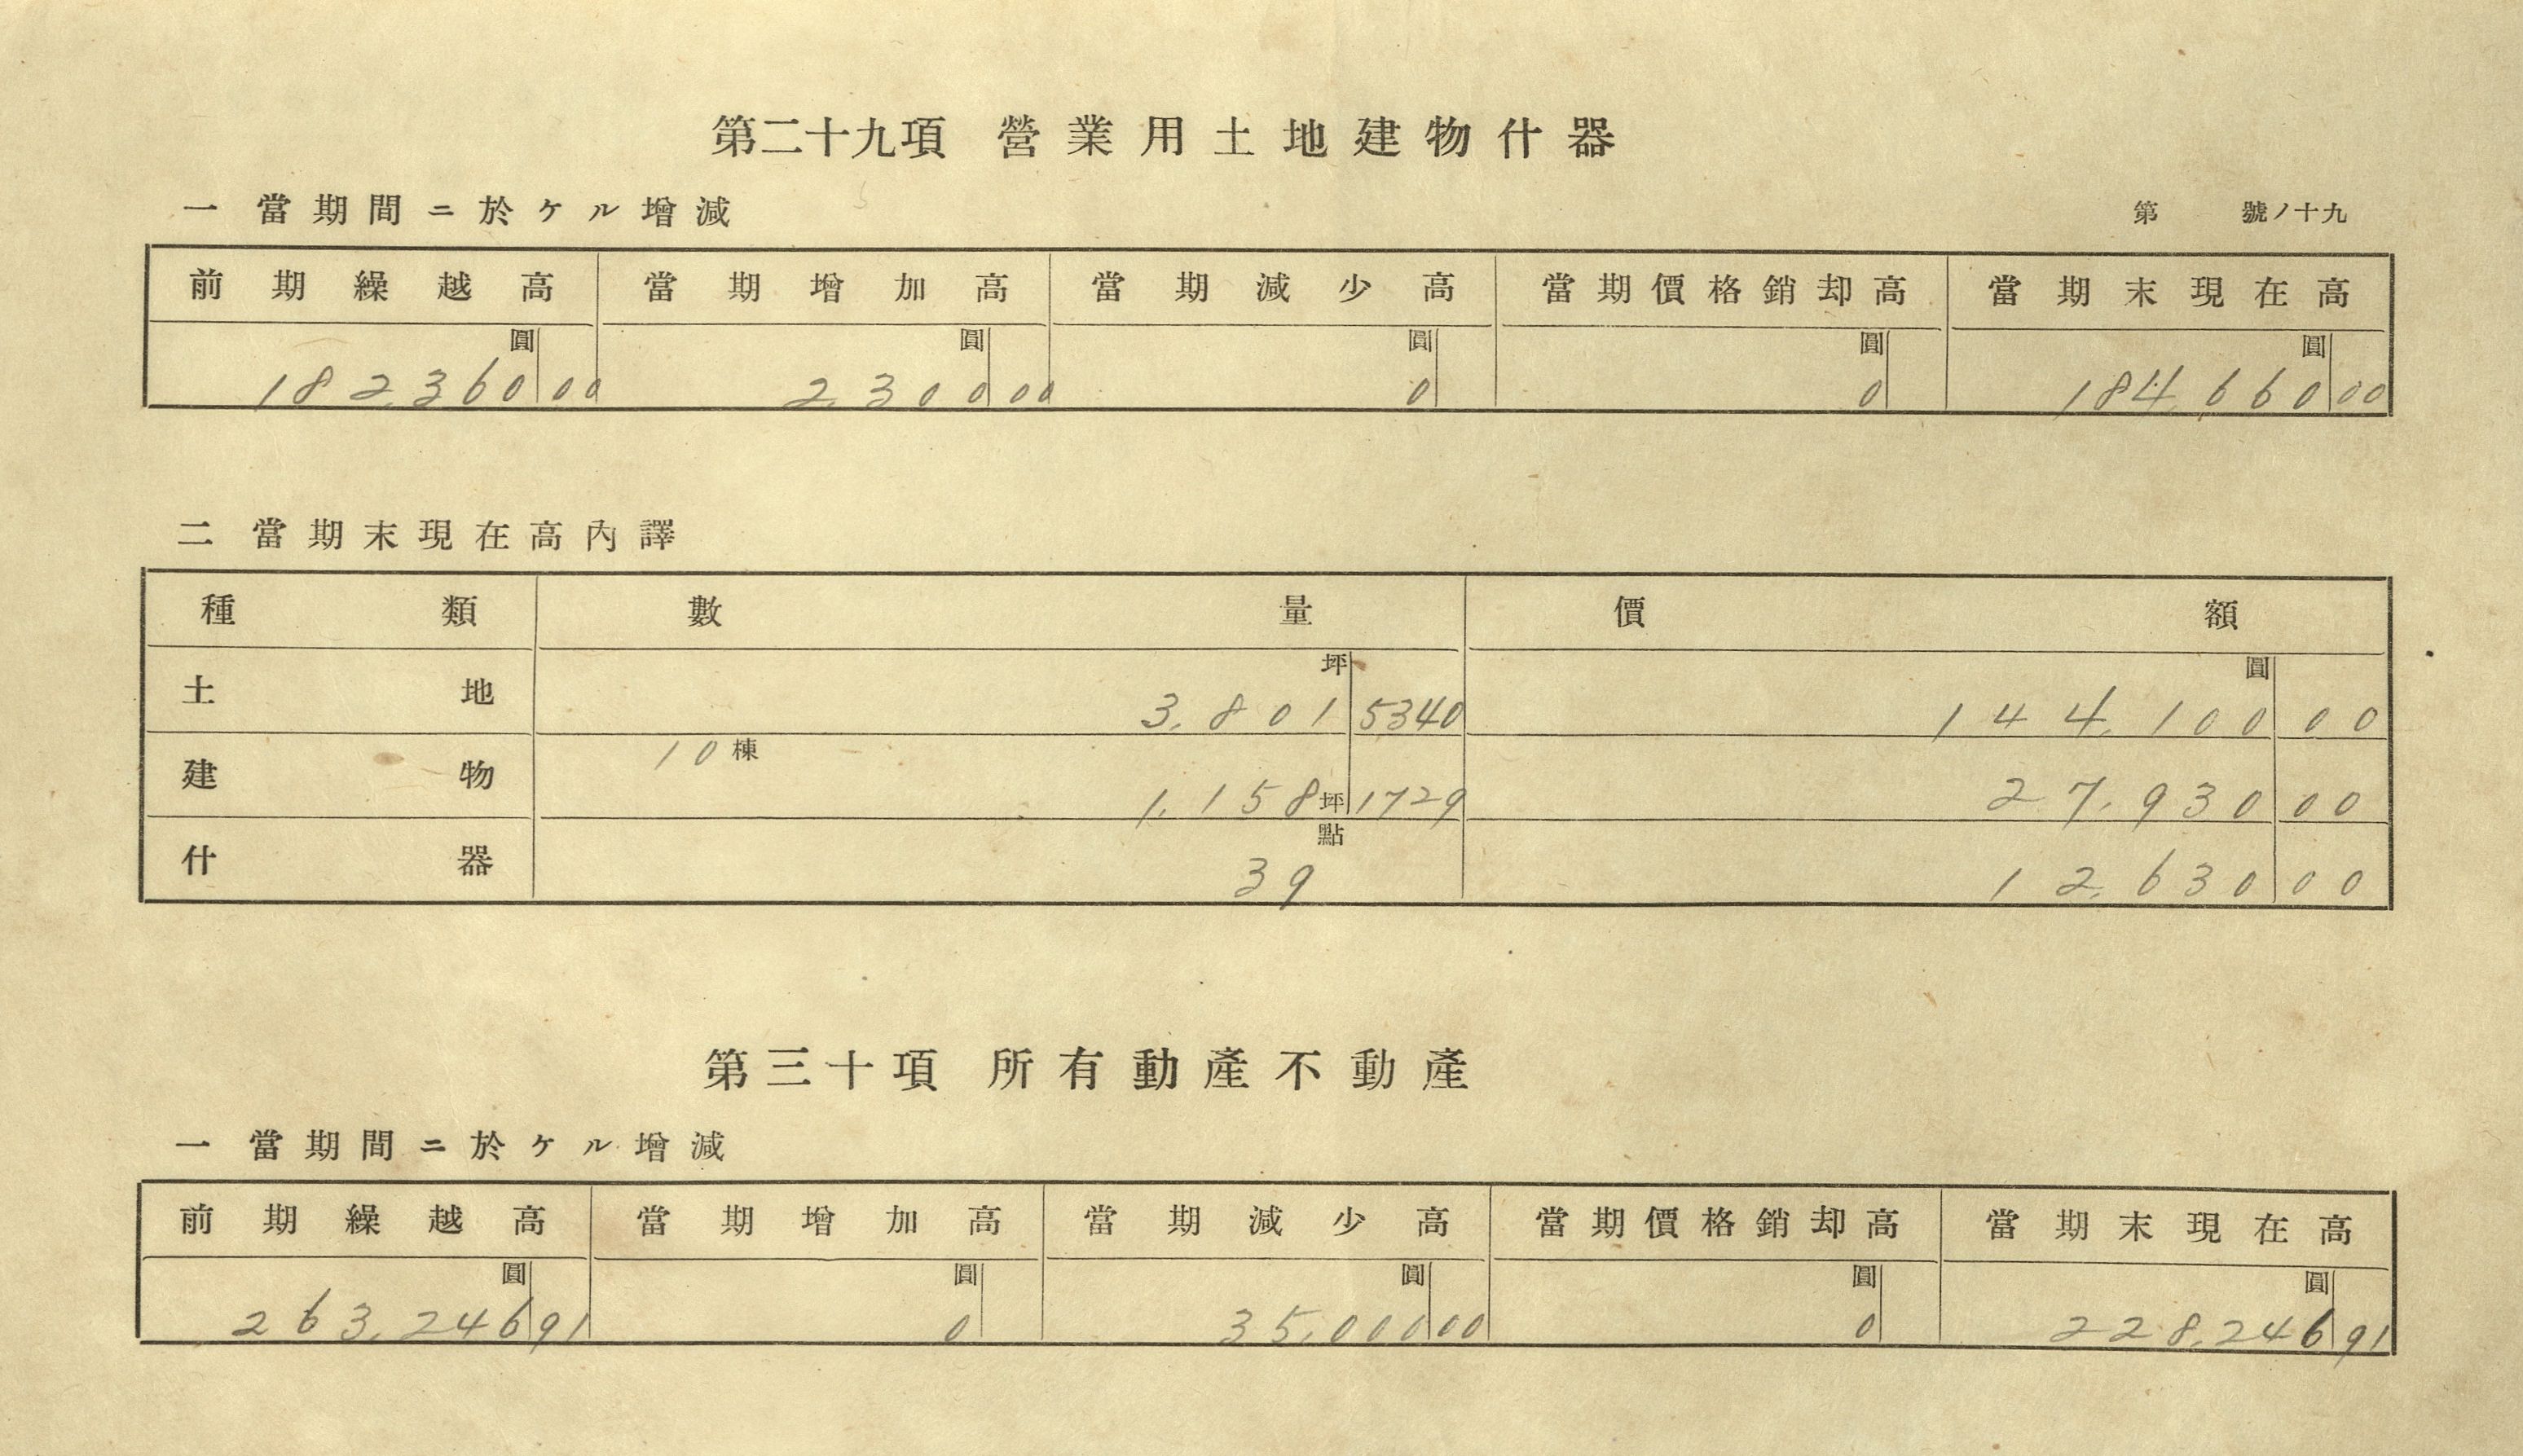 第二十九項 營業用土地建物什器
一 當期間ニ於ケル增減
第 號ノ十九
前期繰越高 當期增加高 當期減少高 當期價格銷却高 當期末現在高
圓 圓 圓 圓 圓
182,360 00 2,300 00 0 0 184,660 00
二 當期末現在高內譯
種類 數量 價額
坪 圓
土地 3,801 5340 144,100 00
10棟
建物 1,158坪1729 27,930 00
點
什器 39 12,630 00
第三十項 所有動產不動產
一 當期間ニ於ケル增減
前期繰越高 當期增加高 當期減少高 當期價格銷却高 當期末現在高
圓 圓 圓 圓 圓
263,246 91 0 35,000 00 0 228,246 91